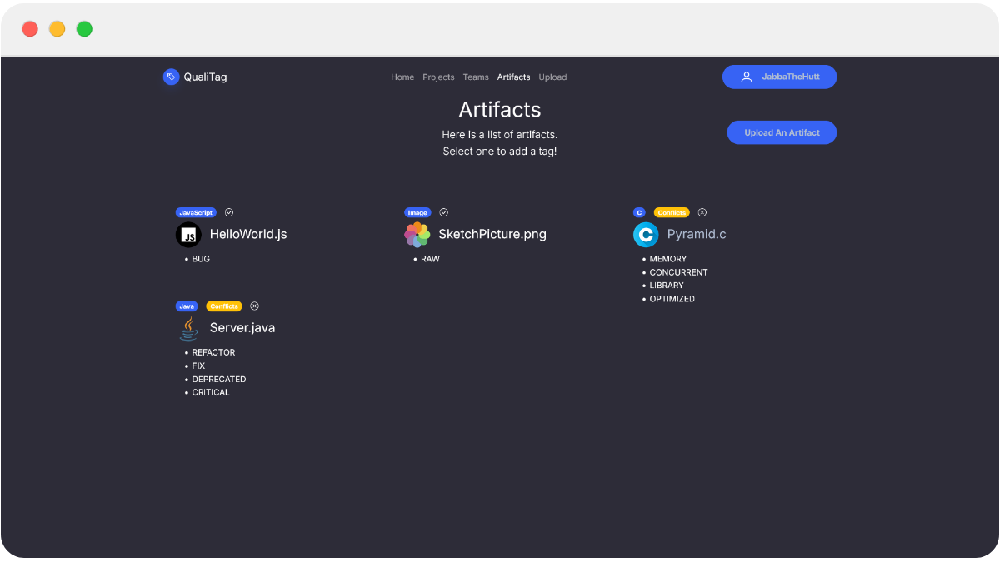 QualiTag
Home Projects Teams Artifacts Upload
JabbaTheHutt
Artifacts
Here is a list of artifacts.
Select one to add a tag!
Upload An Artifact
JavaScript
JS HelloWorld.js
• BUG
Image
SketchPicture.png
• RAW
C Conflicts
C Pyramid.c
• MEMORY
• CONCURRENT
• LIBRARY
• OPTIMIZED
Java Conflicts
Server.java
• REFACTOR
• FIX
• DEPRECATED
• CRITICAL